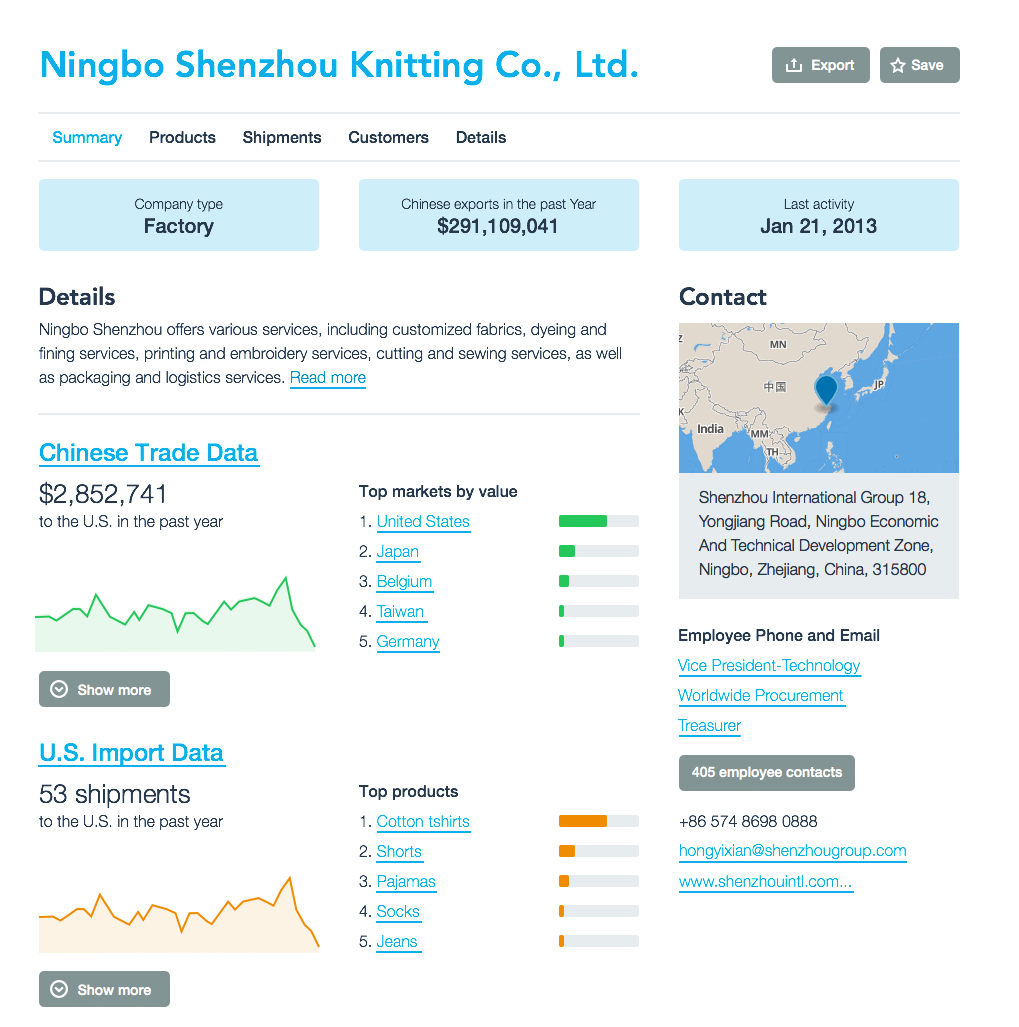 Ningbo Shenzhou Knitting Co., Ltd.
Export
Save
Summary
Products
Shipments
Customers
Details
Company type
Factory
Chinese exports in the past Year
$291,109,041
Last activity
Jan 21, 2013
Details
Ningbo Shenzhou offers various services, including customized fabrics, dyeing and
fining services, printing and embroidery services, cutting and sewing services, as well
as packaging and logistics services. Read more
Chinese Trade Data
$2,852,741
to the U.S. in the past year
Top markets by value
1. United States
2. Japan
3. Belgium
4. Taiwan
5. Germany
Show more
U.S. Import Data
53 shipments
to the U.S. in the past year
Top products
1. Cotton tshirts
2. Shorts
3. Pajamas
4. Socks
5. Jeans
Show more
Contact
Z
MN
中国
JP
K
India
MM
TH
Shenzhou International Group 18,
Yongjiang Road, Ningbo Economic
And Technical Development Zone,
Ningbo, Zhejiang, China, 315800
Employee Phone and Email
Vice President-Technology
Worldwide Procurement
Treasurer
405 employee contacts
+86 574 8698 0888
hongyixian@shenzhougroup.com
www.shenzhouintl.com...